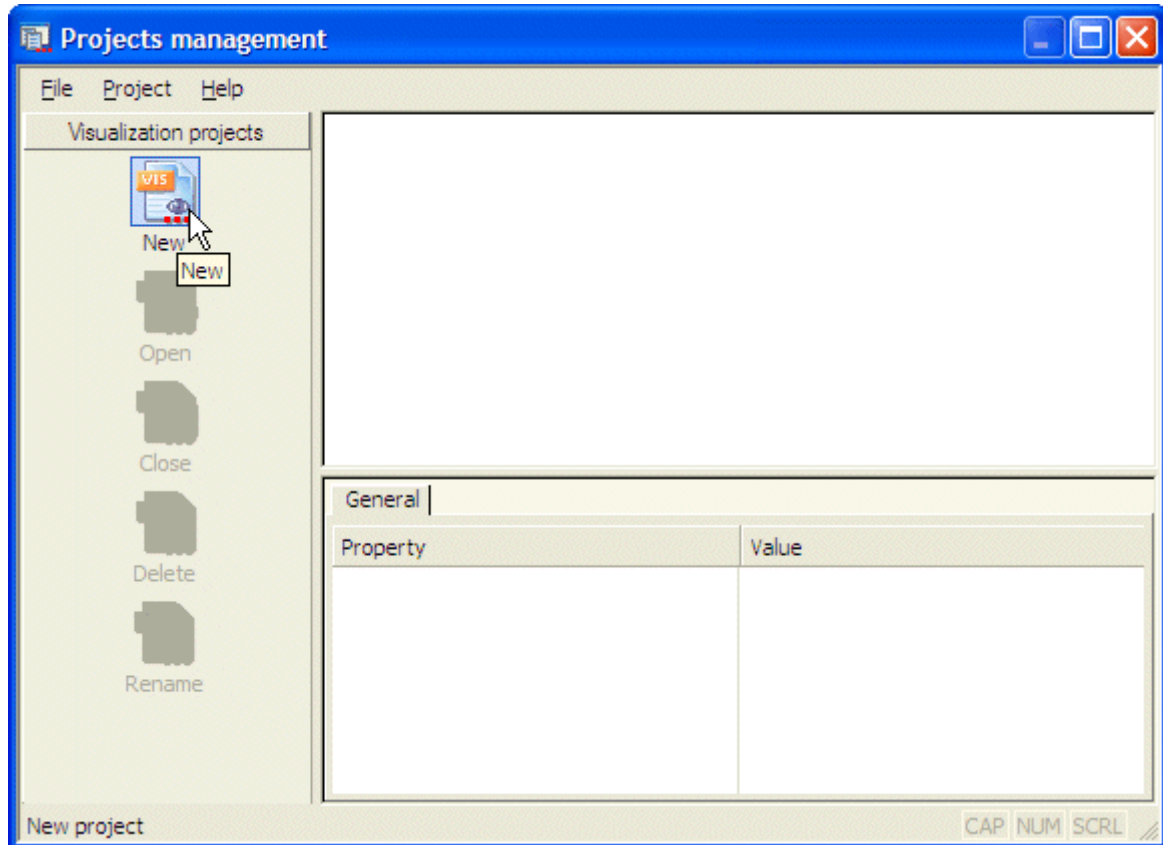 Projects management
File Project Help
Visualization projects
VIS
New
New
Open
Close
Delete
Rename
General
Property Value
New project CAP NUM SCRL